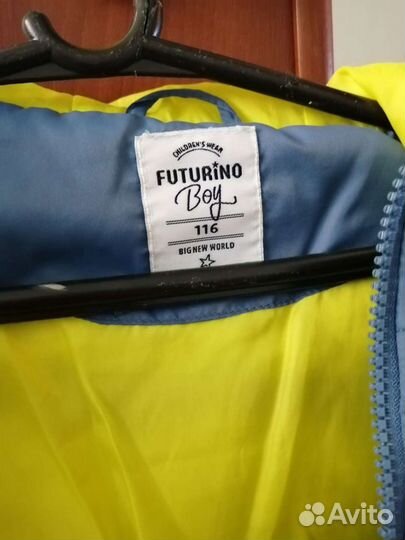 CHILDREN'S WEAR
FUTURiNO
Boy
116
BIG NEW WORLD
Avito